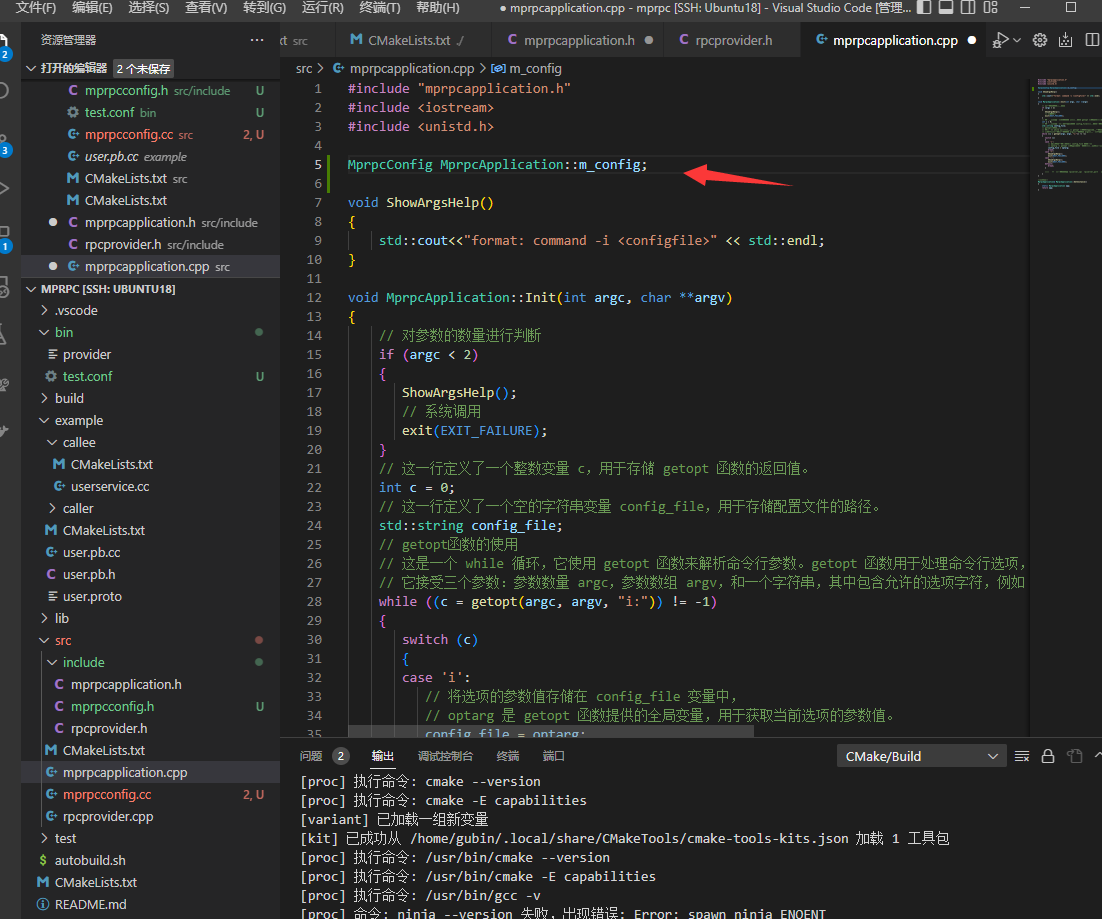 文件(F) 编辑(E) 选择(S) 查看(V) 转到(G) 运行(R) 终端(T) 帮助(H) ● mprpcapplication.cpp - mprpc [SSH: Ubuntu18] - Visual Studio Code [管理...
资源管理器 ···
打开的编辑器 2 个未保存
mprpcconfig.h src/include U
test.conf bin U
mprpcconfig.cc src 2, U
user.pb.cc example
CMakeLists.txt src
CMakeLists.txt
mprpcapplication.h src/include
rpcprovider.h src/include
mprpcapplication.cpp src
MPRPC [SSH: UBUNTU18]
.vscode
bin
provider
test.conf U
build
example
callee
CMakeLists.txt
userservice.cc
caller
CMakeLists.txt
user.pb.cc
user.pb.h
user.proto
lib
src
include
mprpcapplication.h
mprpcconfig.h U
rpcprovider.h
CMakeLists.txt
mprpcapplication.cpp
mprpcconfig.cc 2, U
rpcprovider.cpp
test
autobuild.sh
CMakeLists.txt
README.md
2
3
1
xt src CMakeLists.txt ./ mprpcapplication.h rpcprovider.h mprpcapplication.cpp
src > mprpcapplication.cpp > m_config
1 #include "mprpcapplication.h"
2 #include <iostream>
3 #include <unistd.h>
4
5 MprpcConfig MprpcApplication::m_config;
6
7 void ShowArgsHelp()
8 {
9 std::cout<<"format: command -i <configfile>" << std::endl;
10 }
11
12 void MprpcApplication::Init(int argc, char **argv)
13 {
14 // 对参数的数量进行判断
15 if (argc < 2)
16 {
17 ShowArgsHelp();
18 // 系统调用
19 exit(EXIT_FAILURE);
20 }
21 // 这一行定义了一个整数变量 c，用于存储 getopt 函数的返回值。
22 int c = 0;
23 // 这一行定义了一个空的字符串变量 config_file，用于存储配置文件的路径。
24 std::string config_file;
25 // getopt函数的使用
26 // 这是一个 while 循环，它使用 getopt 函数来解析命令行参数。getopt 函数用于处理命令行选项，
27 // 它接受三个参数：参数数量 argc，参数数组 argv，和一个字符串，其中包含允许的选项字符，例如
28 while ((c = getopt(argc, argv, "i:")) != -1)
29 {
30 switch (c)
31 {
32 case 'i':
33 // 将选项的参数值存储在 config_file 变量中，
34 // optarg 是 getopt 函数提供的全局变量，用于获取当前选项的参数值。
35 config_file = optarg;
问题 2 输出 调试控制台 终端 端口 CMake/Build
[proc] 执行命令: cmake --version
[proc] 执行命令: cmake -E capabilities
[variant] 已加载一组新变量
[kit] 已成功从 /home/gubin/.local/share/CMakeTools/cmake-tools-kits.json 加载 1 工具包
[proc] 执行命令: /usr/bin/cmake --version
[proc] 执行命令: /usr/bin/cmake -E capabilities
[proc] 执行命令: /usr/bin/gcc -v
[proc] 命令: ninja --version 失败，出现错误: Error: spawn ninja ENOENT